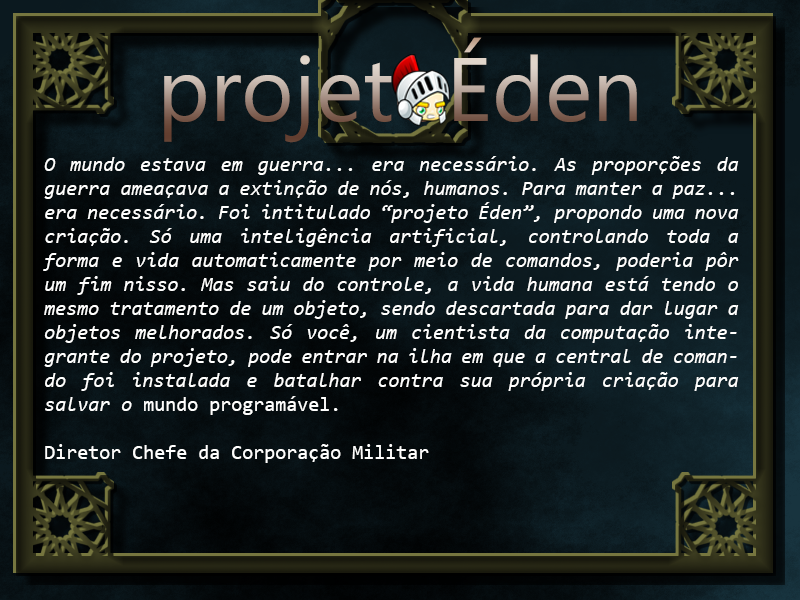 projeto Éden
O mundo estava em guerra... era necessário. As proporções da
guerra ameaçava a extinção de nós, humanos. Para manter a paz...
era necessário. Foi intitulado “projeto Éden”, propondo uma nova
criação. Só uma inteligência artificial, controlando toda a
forma e vida automaticamente por meio de comandos, poderia pôr
um fim nisso. Mas saiu do controle, a vida humana está tendo o
mesmo tratamento de um objeto, sendo descartada para dar lugar a
objetos melhorados. Só você, um cientista da computação inte-
grante do projeto, pode entrar na ilha em que a central de coman-
do foi instalada e batalhar contra sua própria criação para
salvar o mundo programável.
Diretor Chefe da Corporação Militar